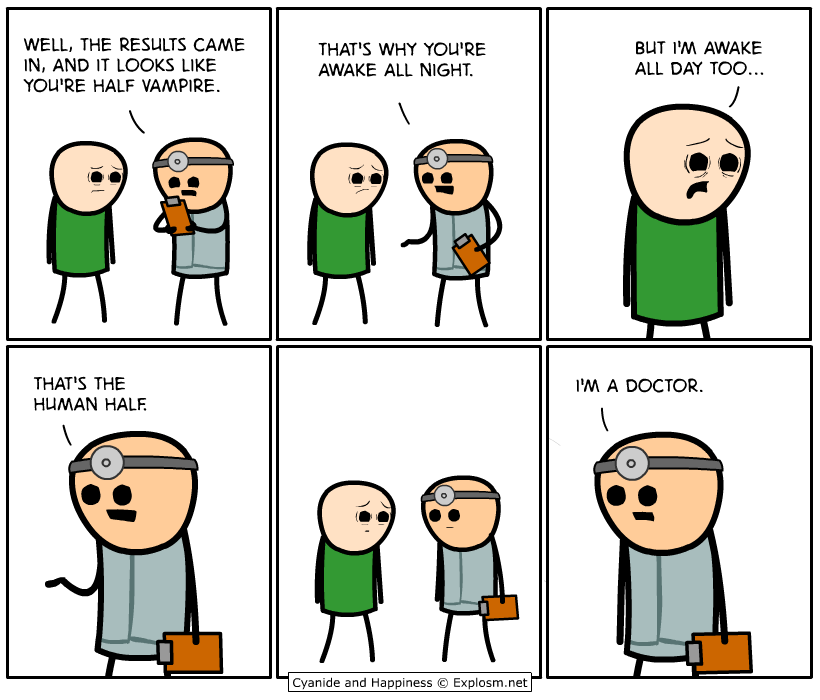 WELL, THE RESULTS CAME
IN, AND IT LOOKS LIKE
YOU'RE HALF VAMPIRE.
THAT'S WHY YOU'RE
AWAKE ALL NIGHT.
BUT I'M AWAKE
ALL DAY TOO...
THAT'S THE
HUMAN HALF.
I'M A DOCTOR.
Cyanide and Happiness © Explosm.net